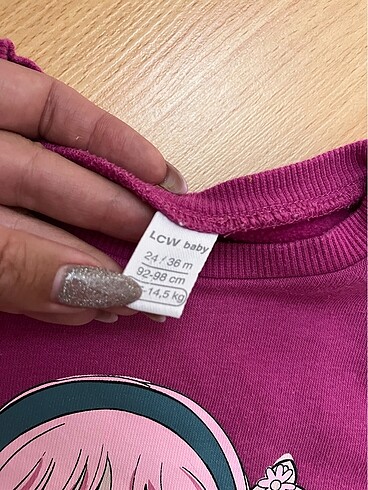 LCW baby
24 / 36 m
92-98 cm
-14,5 kg